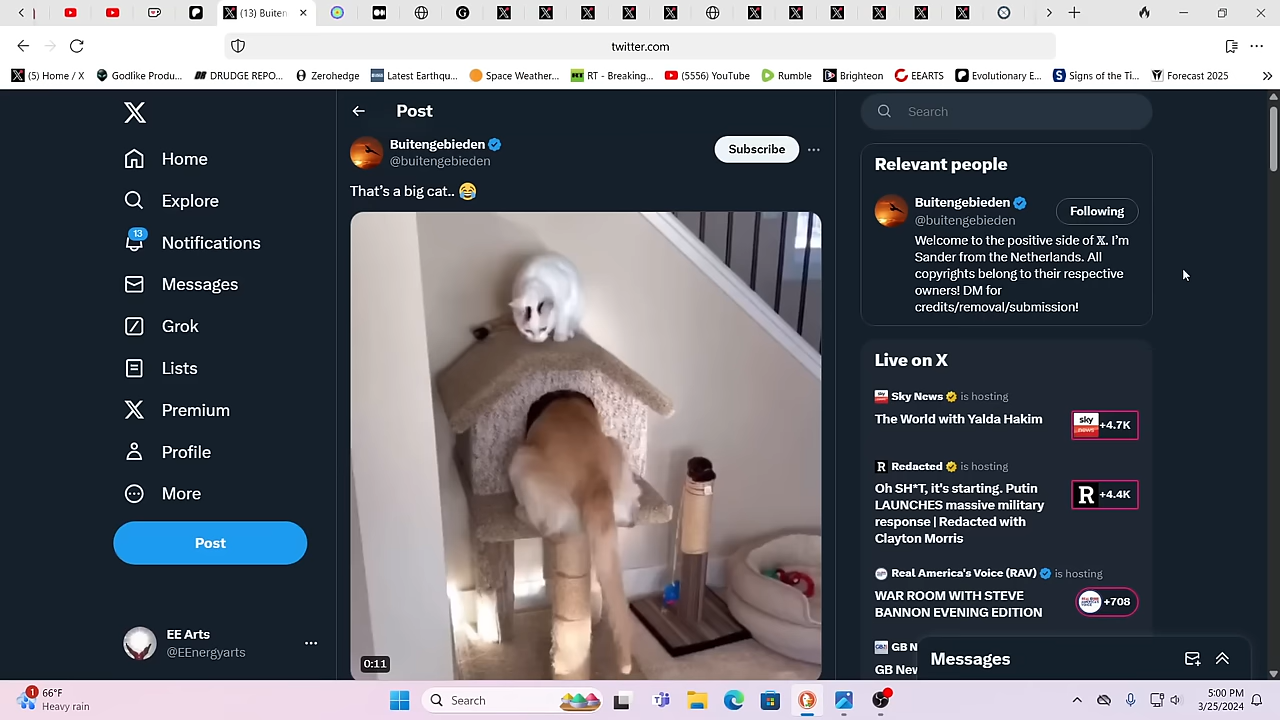 (13) Buiten
twitter.com
(5) Home / X
Godlike Produ...
DRUDGE REPO...
Zerohedge
Latest Earthqu...
Space Weather...
RT - Breaking...
(5556) YouTube
Rumble
Brighteon
EEARTS
Evolutionary E...
Signs of the Ti...
Forecast 2025
Home
Explore
13
Notifications
Messages
Grok
Lists
Premium
Profile
More
Post
EE Arts
@EEnergyarts
Post
Buitengebieden
@buitengebieden
Subscribe
That's a big cat.. 😂
0:11
Search
Relevant people
Buitengebieden
@buitengebieden
Following
Welcome to the positive side of 𝕏. I'm
Sander from the Netherlands. All
copyrights belong to their respective
owners! DM for
credits/removal/submission!
Live on X
Sky News is hosting
The World with Yalda Hakim
sky news
+4.7K
Redacted is hosting
Oh SH*T, it's starting. Putin
LAUNCHES massive military
response | Redacted with
Clayton Morris
R +4.4K
Real America's Voice (RAV) is hosting
WAR ROOM WITH STEVE
BANNON EVENING EDITION
+708
GB N
GB Nev
Messages
1
66°F
Heavy rain
Search
5:00 PM
3/25/2024